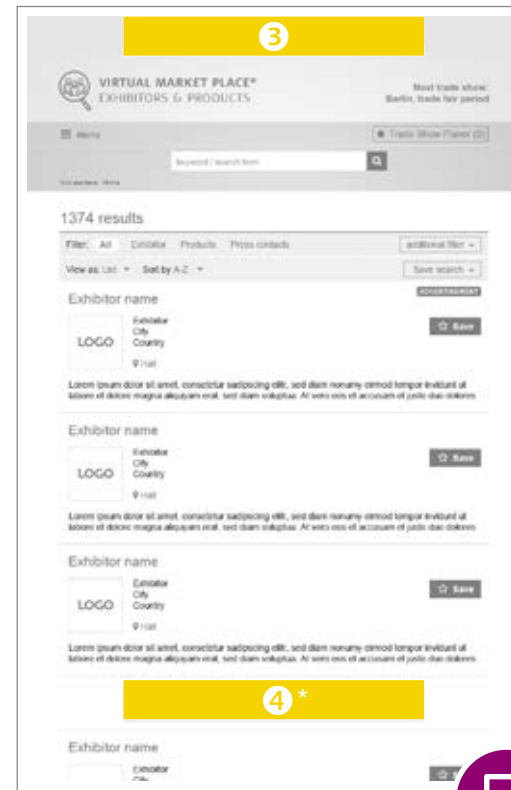 3
VIRTUAL MARKET PLACE®
EXHIBITORS & PRODUCTS
Next trade show:
Berlin, trade fair period
Menu
Trade Show Planer (0)
keyword / search term
You are here: Home
1374 results
Filter: All Exhibitor Products Press contacts
additional filter
View as: List Sort by A-Z
Save search
ADVERTISEMENT
Exhibitor name
Exhibitor
City
Country
LOGO
Hall
Save
Lorem ipsum dolor sit amet, consetetur sadipscing elitr, sed diam nonumy eirmod tempor invidunt ut
labore et dolore magna aliquyam erat, sed diam voluptua. At vero eos et accusam et justo duo dolores
Exhibitor name
Exhibitor
City
Country
LOGO
Hall
Save
Lorem ipsum dolor sit amet, consetetur sadipscing elitr, sed diam nonumy eirmod tempor invidunt ut
labore et dolore magna aliquyam erat, sed diam voluptua. At vero eos et accusam et justo duo dolores
Exhibitor name
Exhibitor
City
Country
LOGO
Hall
Save
Lorem ipsum dolor sit amet, consetetur sadipscing elitr, sed diam nonumy eirmod tempor invidunt ut
labore et dolore magna aliquyam erat, sed diam voluptua. At vero eos et accusam et justo duo dolores
4 *
Exhibitor name
Exhibitor